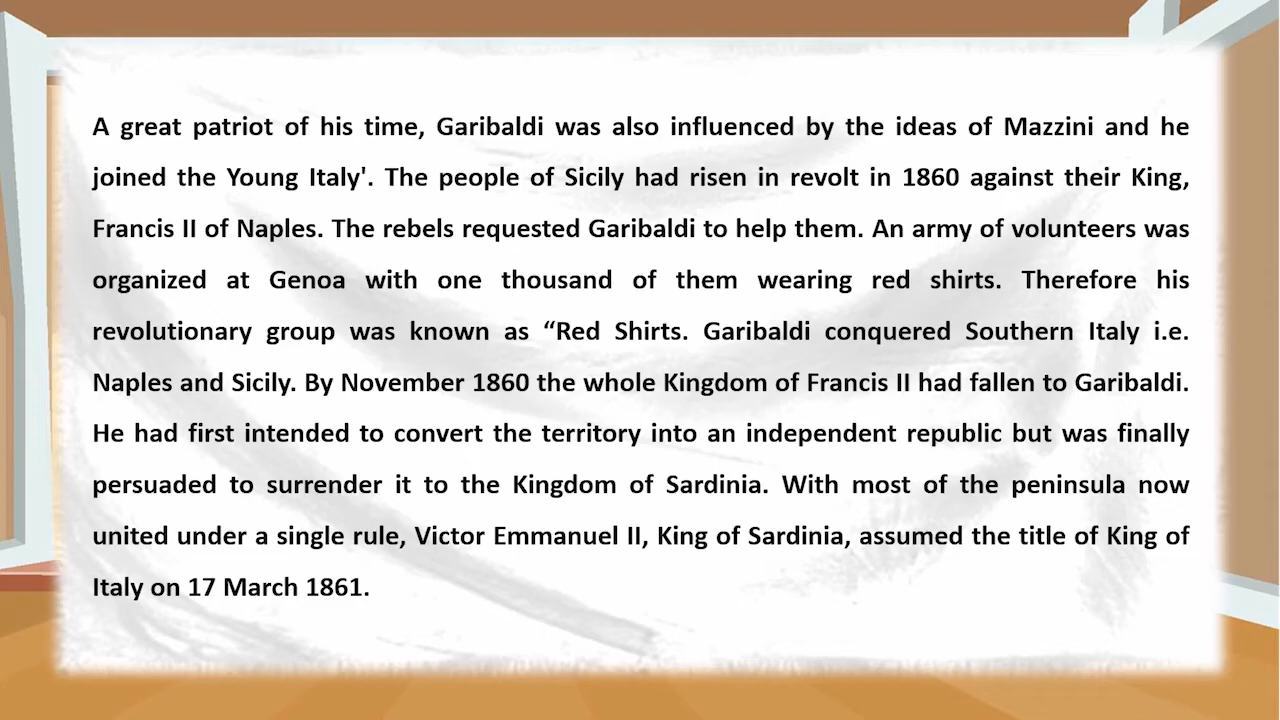 A great patriot of his time, Garibaldi was also influenced by the ideas of Mazzini and he
joined the Young Italy'. The people of Sicily had risen in revolt in 1860 against their King,
Francis II of Naples. The rebels requested Garibaldi to help them. An army of volunteers was
organized at Genoa with one thousand of them wearing red shirts. Therefore his
revolutionary group was known as “Red Shirts. Garibaldi conquered Southern Italy i.e.
Naples and Sicily. By November 1860 the whole Kingdom of Francis II had fallen to Garibaldi.
He had first intended to convert the territory into an independent republic but was finally
persuaded to surrender it to the Kingdom of Sardinia. With most of the peninsula now
united under a single rule, Victor Emmanuel II, King of Sardinia, assumed the title of King of
Italy on 17 March 1861.